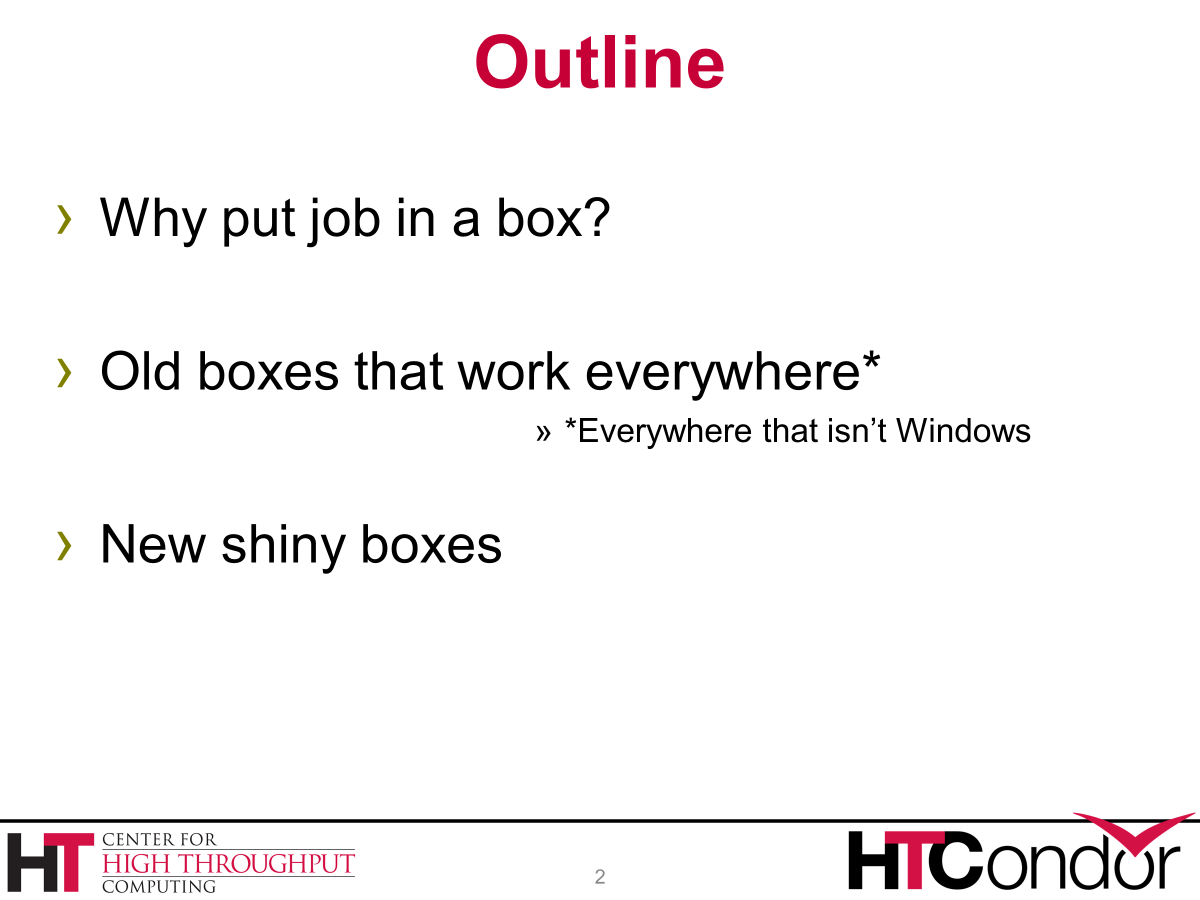 Outline
› Why put job in a box?
› Old boxes that work everywhere*
» *Everywhere that isn’t Windows
› New shiny boxes
HT
CENTER FOR
HIGH THROUGHPUT
COMPUTING
2
HTCondor